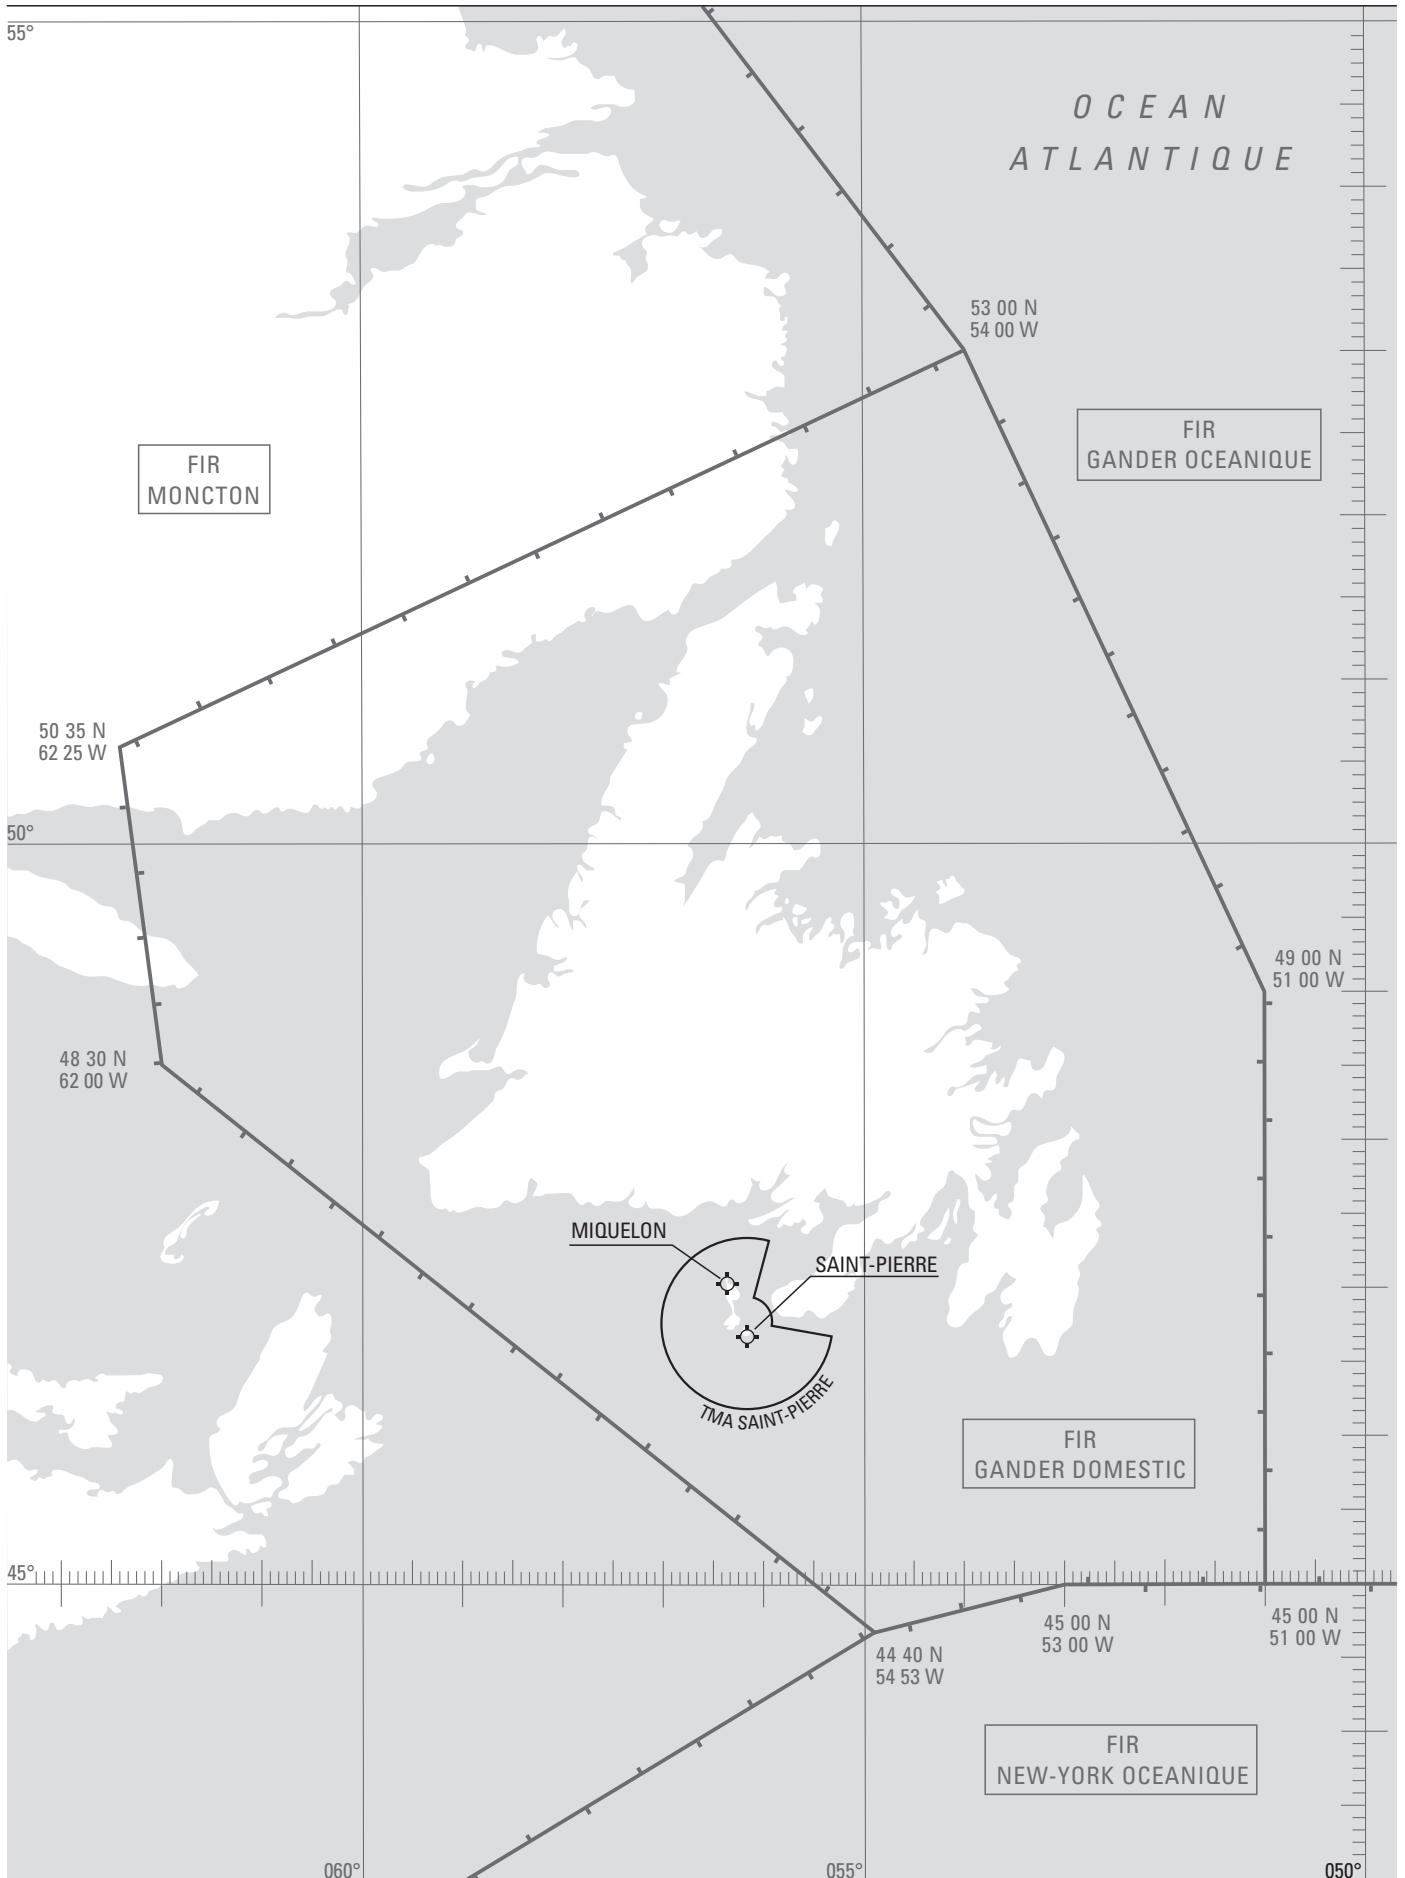 55°
OCEAN
ATLANTIQUE
53 00 N
54 00 W
FIR
GANDER OCEANIQUE
FIR
MONCTON
50 35 N
62 25 W
50°
49 00 N
51 00 W
48 30 N
62 00 W
MIQUELON
SAINT-PIERRE
TMA SAINT-PIERRE
FIR
GANDER DOMESTIC
45°
45 00 N
53 00 W
45 00 N
51 00 W
44 40 N
54 53 W
FIR
NEW-YORK OCEANIQUE
060°
055°
050°